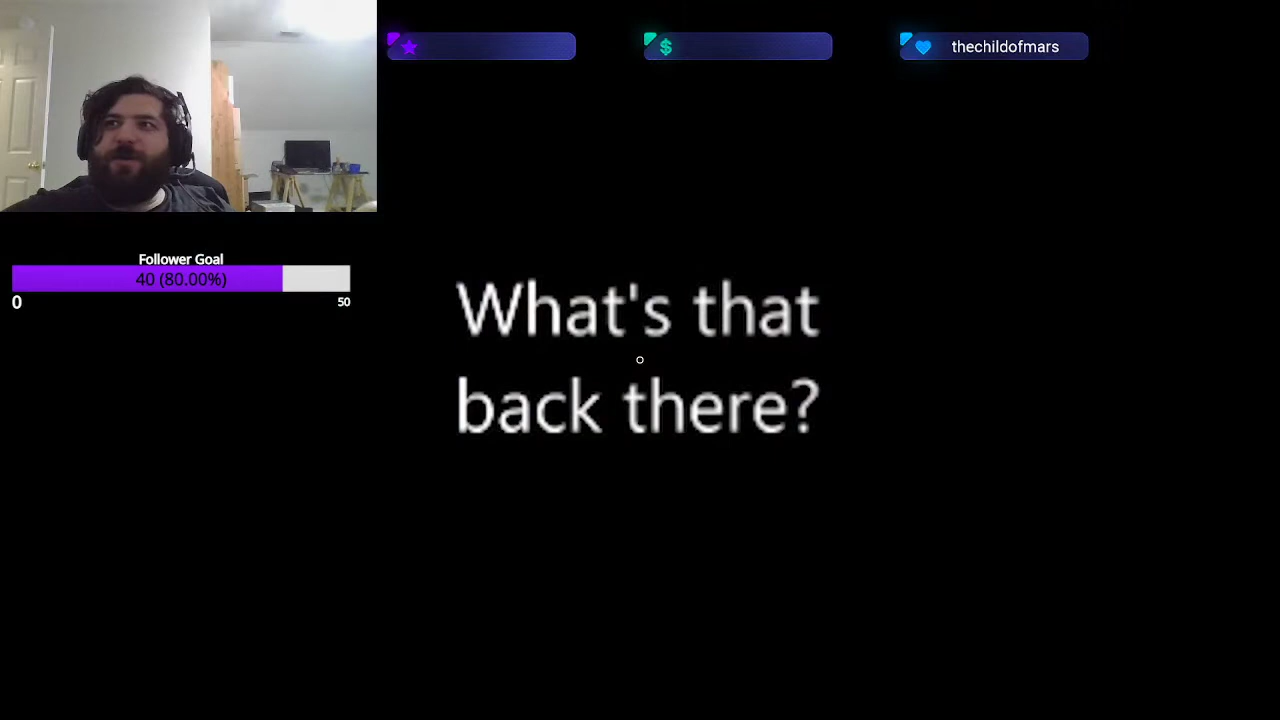 $
thechildofmars
Follower Goal
40 (80.00%)
0
50
What's that
back there?